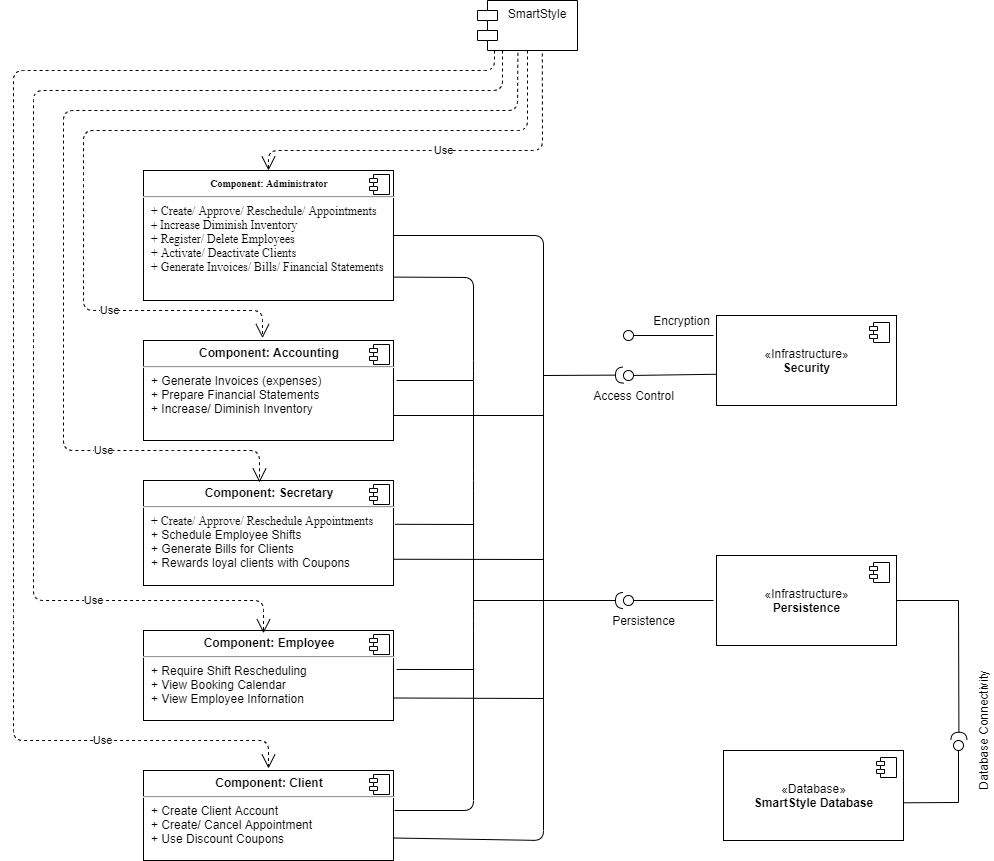 SmartStyle
Use
Component: Administrator
+ Create/ Approve/ Reschedule/ Appointments
+ Increase Diminish Inventory
+ Register/ Delete Employees
+ Activate/ Deactivate Clients
+ Generate Invoices/ Bills/ Financial Statements
Use
Component: Accounting
+ Generate Invoices (expenses)
+ Prepare Financial Statements
+ Increase/ Diminish Inventory
Encryption
Access Control
«Infrastructure»
Security
Use
Component: Secretary
+ Create/ Approve/ Reschedule Appointments
+ Schedule Employee Shifts
+ Generate Bills for Clients
+ Rewards loyal clients with Coupons
Persistence
«Infrastructure»
Persistence
Use
Component: Employee
+ Require Shift Rescheduling
+ View Booking Calendar
+ View Employee Infornation
Database Connectivity
Use
Component: Client
+ Create Client Account
+ Create/ Cancel Appointment
+ Use Discount Coupons
«Database»
SmartStyle Database